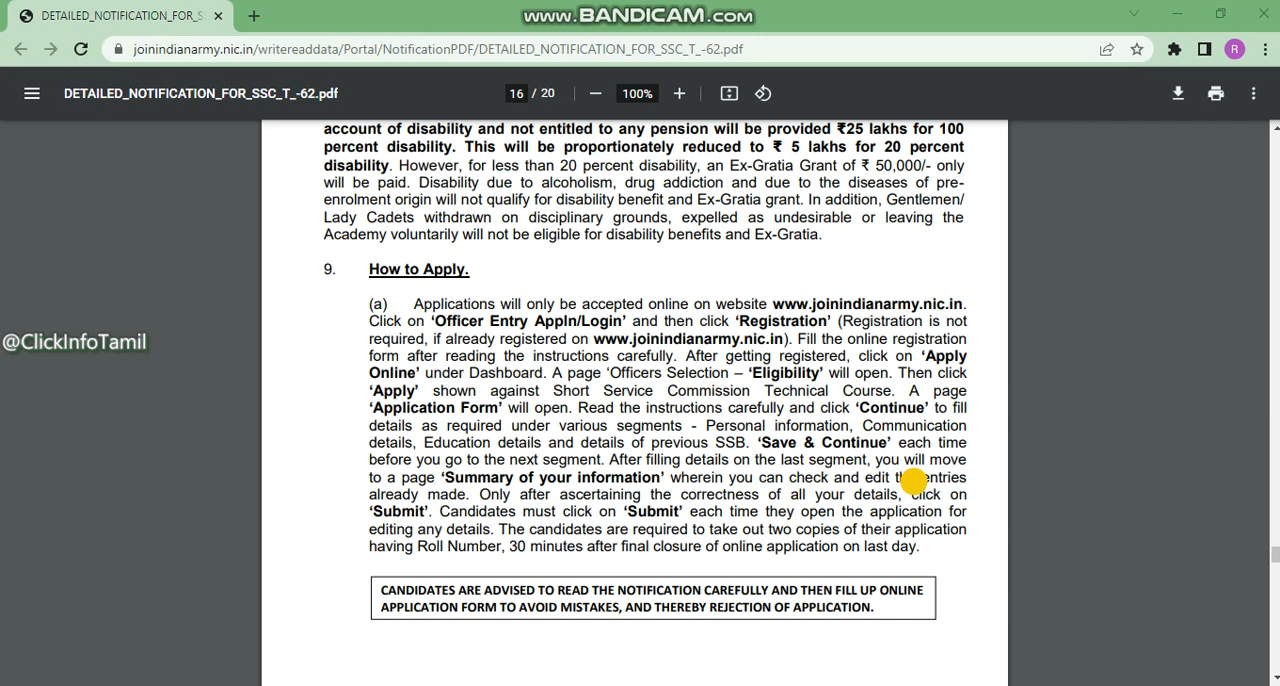 DETAILED_NOTIFICATION_FOR_S
www.BANDICAM.com
joinindianarmy.nic.in/writereaddata/Portal/NotificationPDF/DETAILED_NOTIFICATION_FOR_SSC_T_-62.pdf
R
DETAILED_NOTIFICATION_FOR_SSC_T_-62.pdf
16 / 20
100%
account of disability and not entitled to any pension will be provided ₹25 lakhs for 100
percent disability. This will be proportionately reduced to ₹ 5 lakhs for 20 percent
disability. However, for less than 20 percent disability, an Ex-Gratia Grant of ₹ 50,000/- only
will be paid. Disability due to alcoholism, drug addiction and due to the diseases of pre-
enrolment origin will not qualify for disability benefit and Ex-Gratia grant. In addition, Gentlemen/
Lady Cadets withdrawn on disciplinary grounds, expelled as undesirable or leaving the
Academy voluntarily will not be eligible for disability benefits and Ex-Gratia.
9. How to Apply.
(a) Applications will only be accepted online on website www.joinindianarmy.nic.in.
Click on ‘Officer Entry Appln/Login’ and then click ‘Registration’ (Registration is not
required, if already registered on www.joinindianarmy.nic.in). Fill the online registration
@ClickInfoTamil
form after reading the instructions carefully. After getting registered, click on ‘Apply
Online’ under Dashboard. A page ‘Officers Selection – ‘Eligibility’ will open. Then click
‘Apply’ shown against Short Service Commission Technical Course. A page
‘Application Form’ will open. Read the instructions carefully and click ‘Continue’ to fill
details as required under various segments - Personal information, Communication
details, Education details and details of previous SSB. ‘Save & Continue’ each time
before you go to the next segment. After filling details on the last segment, you will move
to a page ‘Summary of your information’ wherein you can check and edit the entries
already made. Only after ascertaining the correctness of all your details, click on
‘Submit’. Candidates must click on ‘Submit’ each time they open the application for
editing any details. The candidates are required to take out two copies of their application
having Roll Number, 30 minutes after final closure of online application on last day.
CANDIDATES ARE ADVISED TO READ THE NOTIFICATION CAREFULLY AND THEN FILL UP ONLINE
APPLICATION FORM TO AVOID MISTAKES, AND THEREBY REJECTION OF APPLICATION.